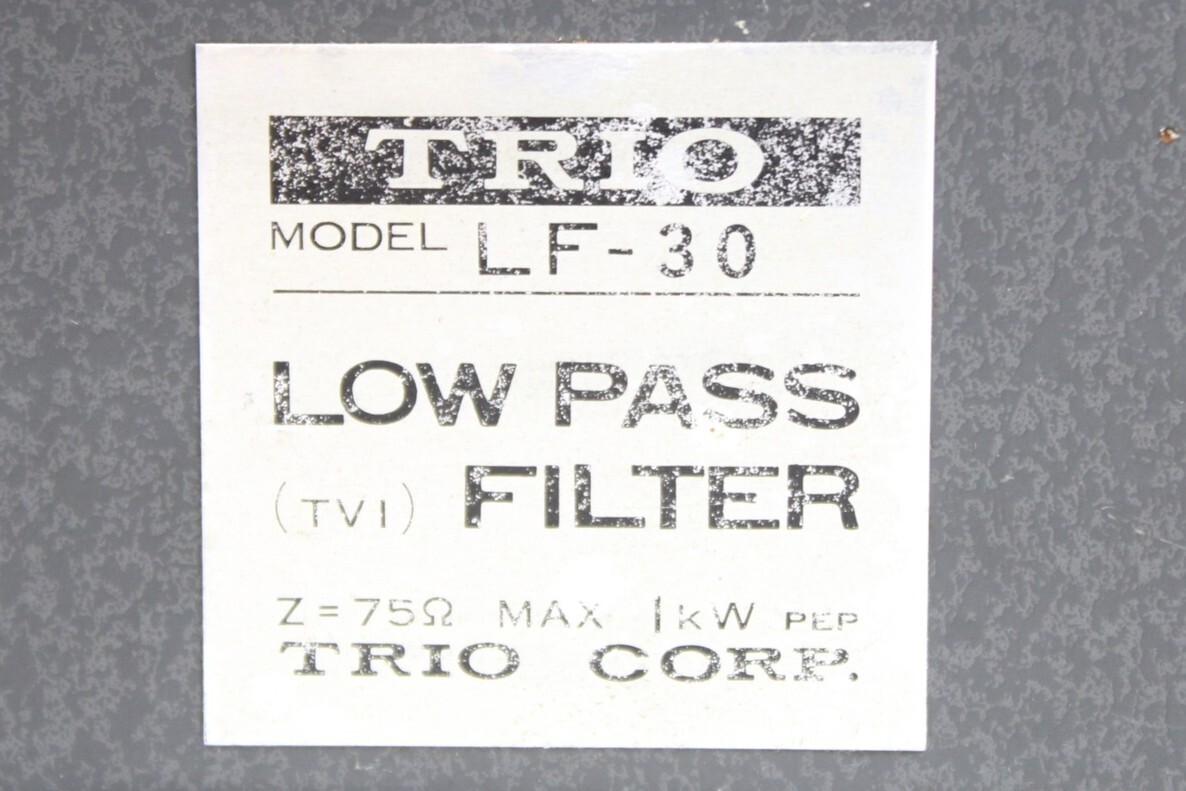 TRIO
MODEL LF-30
LOW PASS
(TVI) FILTER
Z=75Ω MAX 1kW PEP
TRIO CORP.